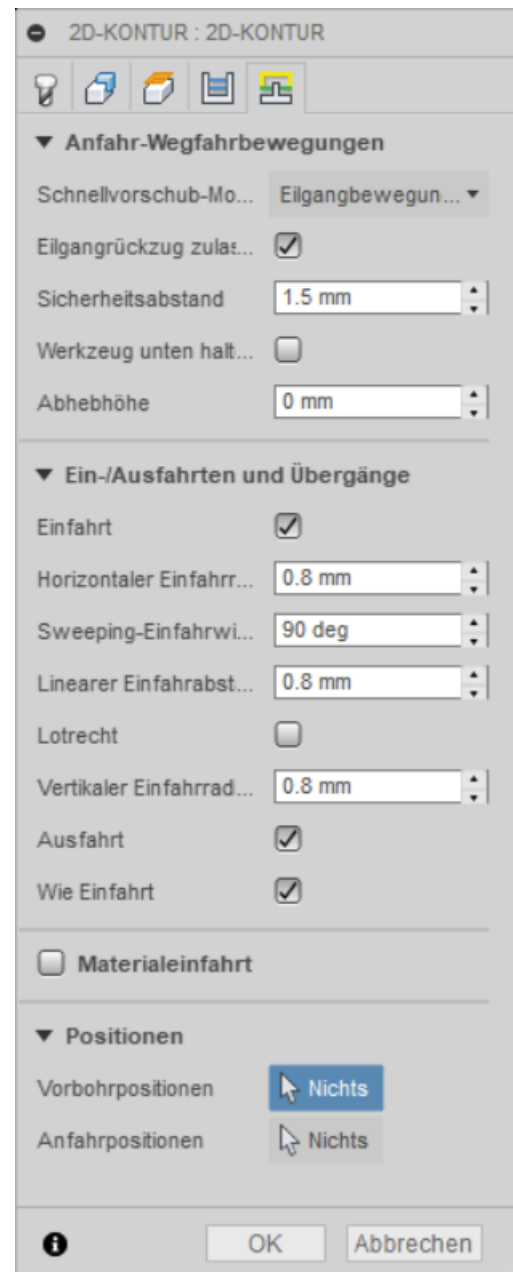 2D-KONTUR : 2D-KONTUR
Anfahr-Wegfahrbewegungen
Schnellvorschub-Mo... Eilgangbewegun...
Eilgangrückzug zulas...
Sicherheitsabstand 1.5 mm
Werkzeug unten halt...
Abhebhöhe 0 mm
Ein-/Ausfahrten und Übergänge
Einfahrt
Horizontaler Einfahrr... 0.8 mm
Sweeping-Einfahrwi... 90 deg
Linearer Einfahrabst... 0.8 mm
Lotrecht
Vertikaler Einfahrrad... 0.8 mm
Ausfahrt
Wie Einfahrt
Materialeinfahrt
Positionen
Vorbohrpositionen Nichts
Anfahrpositionen Nichts
OK Abbrechen